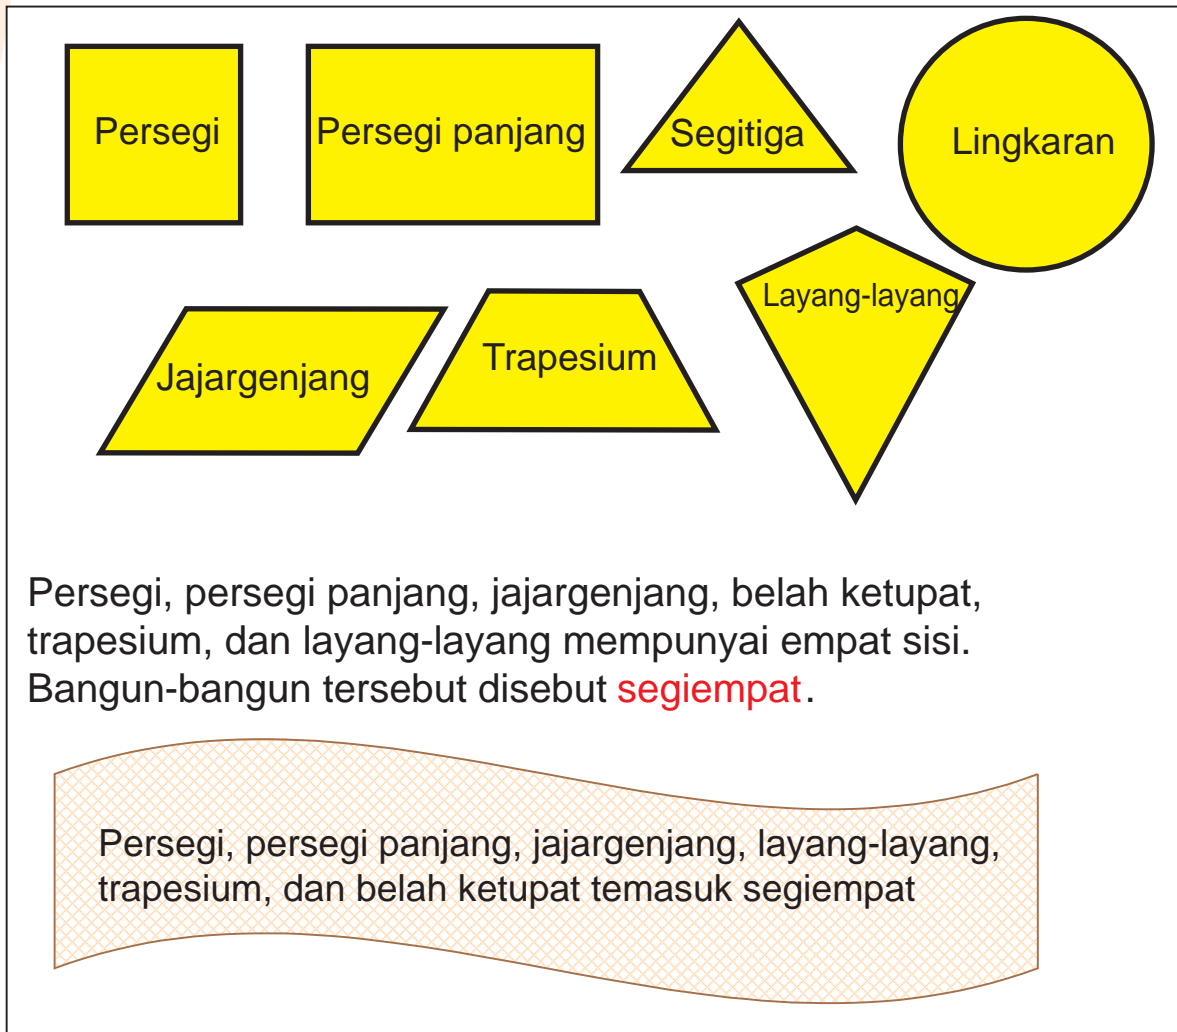 Persegi
Persegi panjang
Segitiga
Lingkaran
Layang-layang
Jajargenjang
Trapesium
Persegi, persegi panjang, jajargenjang, belah ketupat,
trapesium, dan layang-layang mempunyai empat sisi.
Bangun-bangun tersebut disebut segiempat.
Persegi, persegi panjang, jajargenjang, layang-layang,
trapesium, dan belah ketupat temasuk segiempat